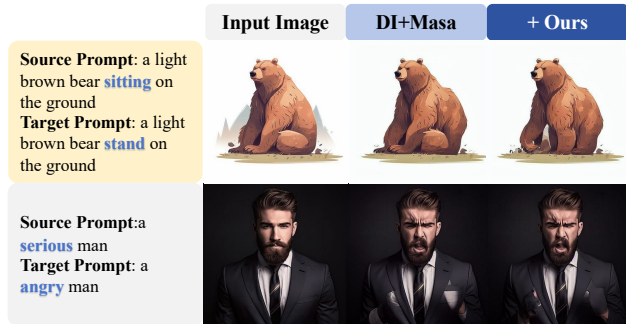 Input Image
DI+Masa
+ Ours
Source Prompt: a light
brown bear sitting on
the ground
Target Prompt: a light
brown bear stand on
the ground
Source Prompt:a
serious man
Target Prompt: a
angry man